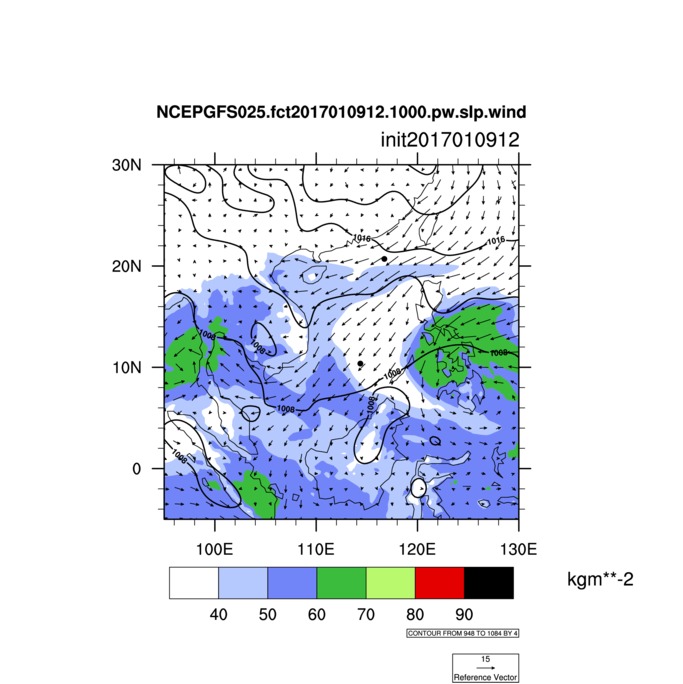 NCEPGFS025.fct2017010912.1000.pw.slp.wind
init2017010912
30N
1016
1016
20N
1008
1008
1008
10N
1008
1008
1008
1008
0
100E 110E 120E 130E
kgm**-2
40 50 60 70 80 90
CONTOUR FROM 948 TO 1084 BY 4
15
Reference Vector